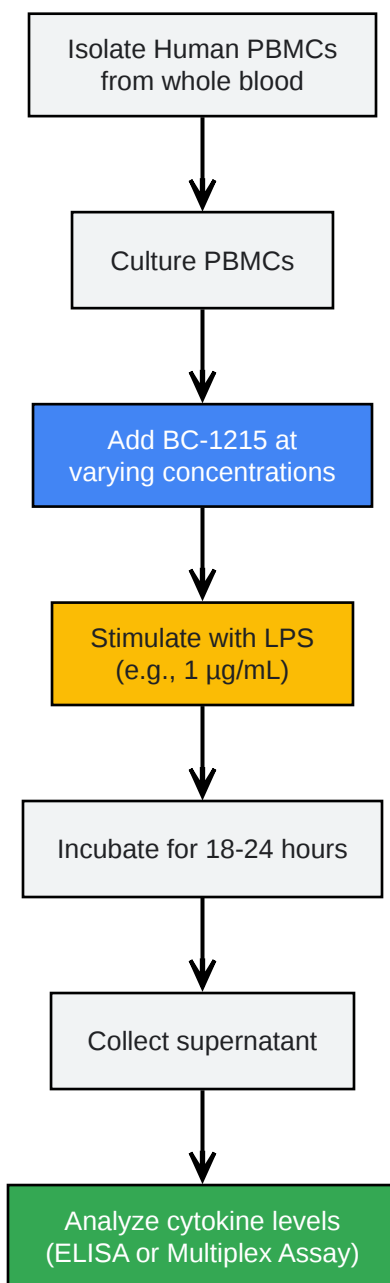 Isolate Human PBMCs
from whole blood
Culture PBMCs
Add BC-1215 at
varying concentrations
Stimulate with LPS
(e.g., 1 µg/mL)
Incubate for 18-24 hours
Collect supernatant
Analyze cytokine levels
(ELISA or Multiplex Assay)